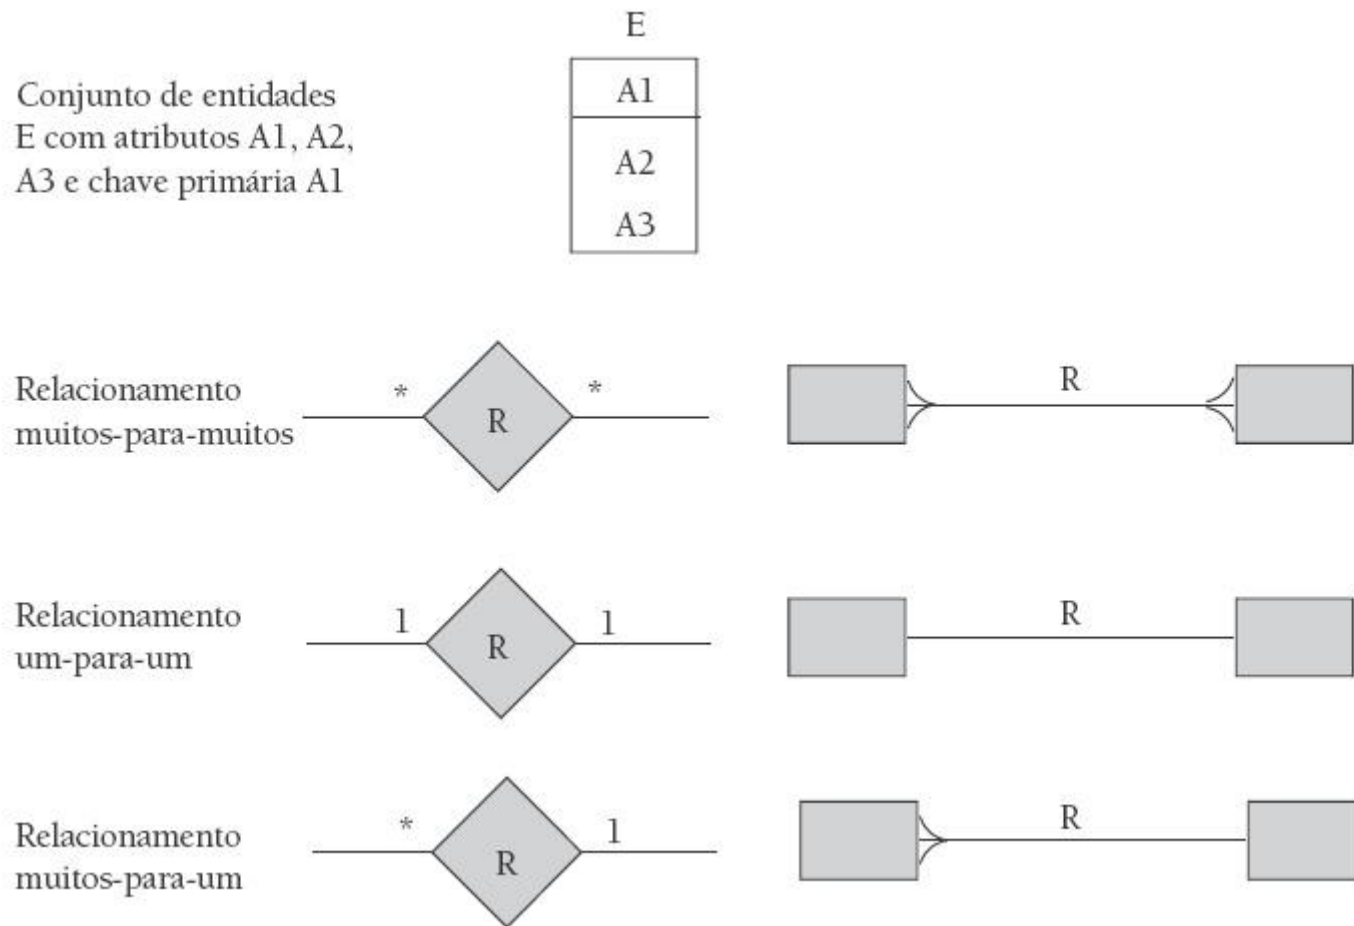 E
Conjunto de entidades
E com atributos A1, A2,
A3 e chave primária A1
A1
A2
A3
Relacionamento
muitos-para-muitos
* R *
R
Relacionamento
um-para-um
1 R 1
R
Relacionamento
muitos-para-um
* R 1
R